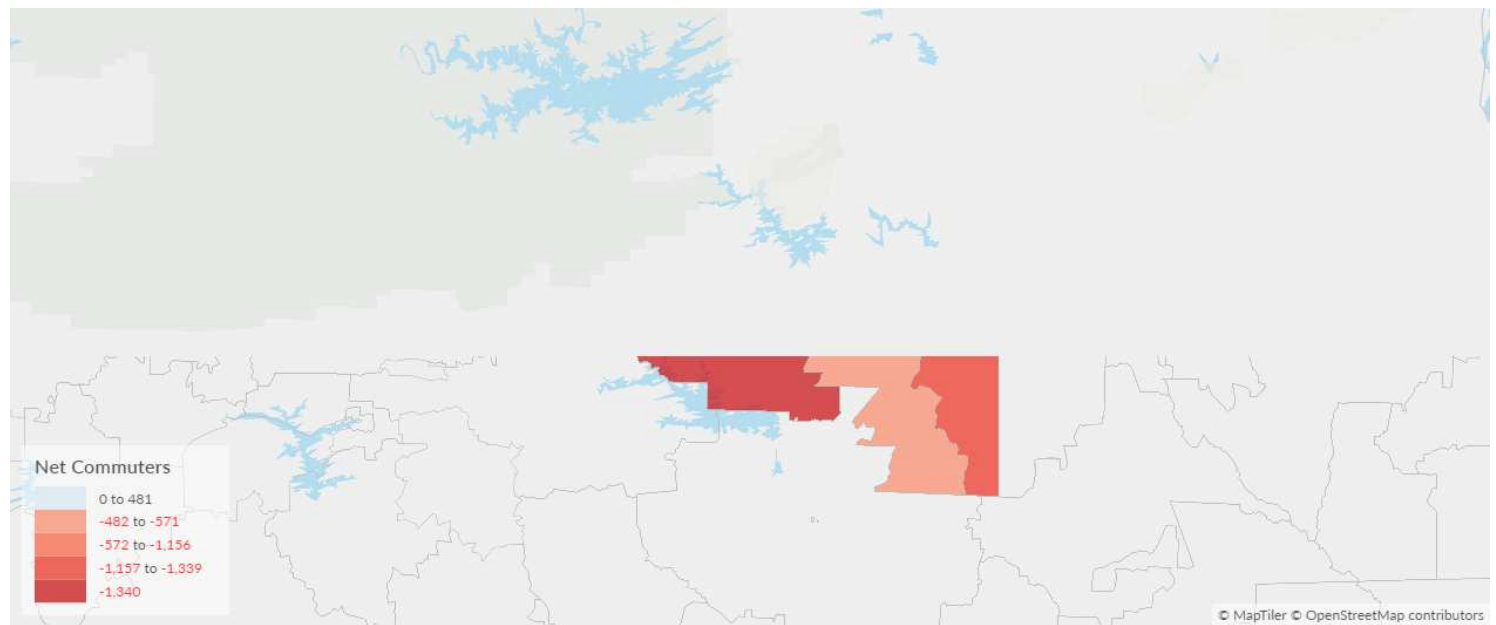 Net Commuters
0 to 481
-482 to -571
-572 to -1,156
-1,157 to -1,339
-1,340
© MapTiler © OpenStreetMap contributors